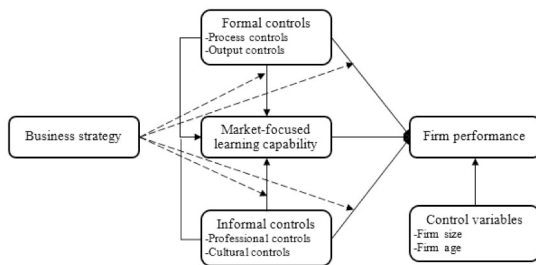 Formal controls
-Process controls
-Output controls
Business strategy
Market-focused
learning capability
Firm performance
Informal controls
-Professional controls
-Cultural controls
Control variables
-Firm size
-Firm age